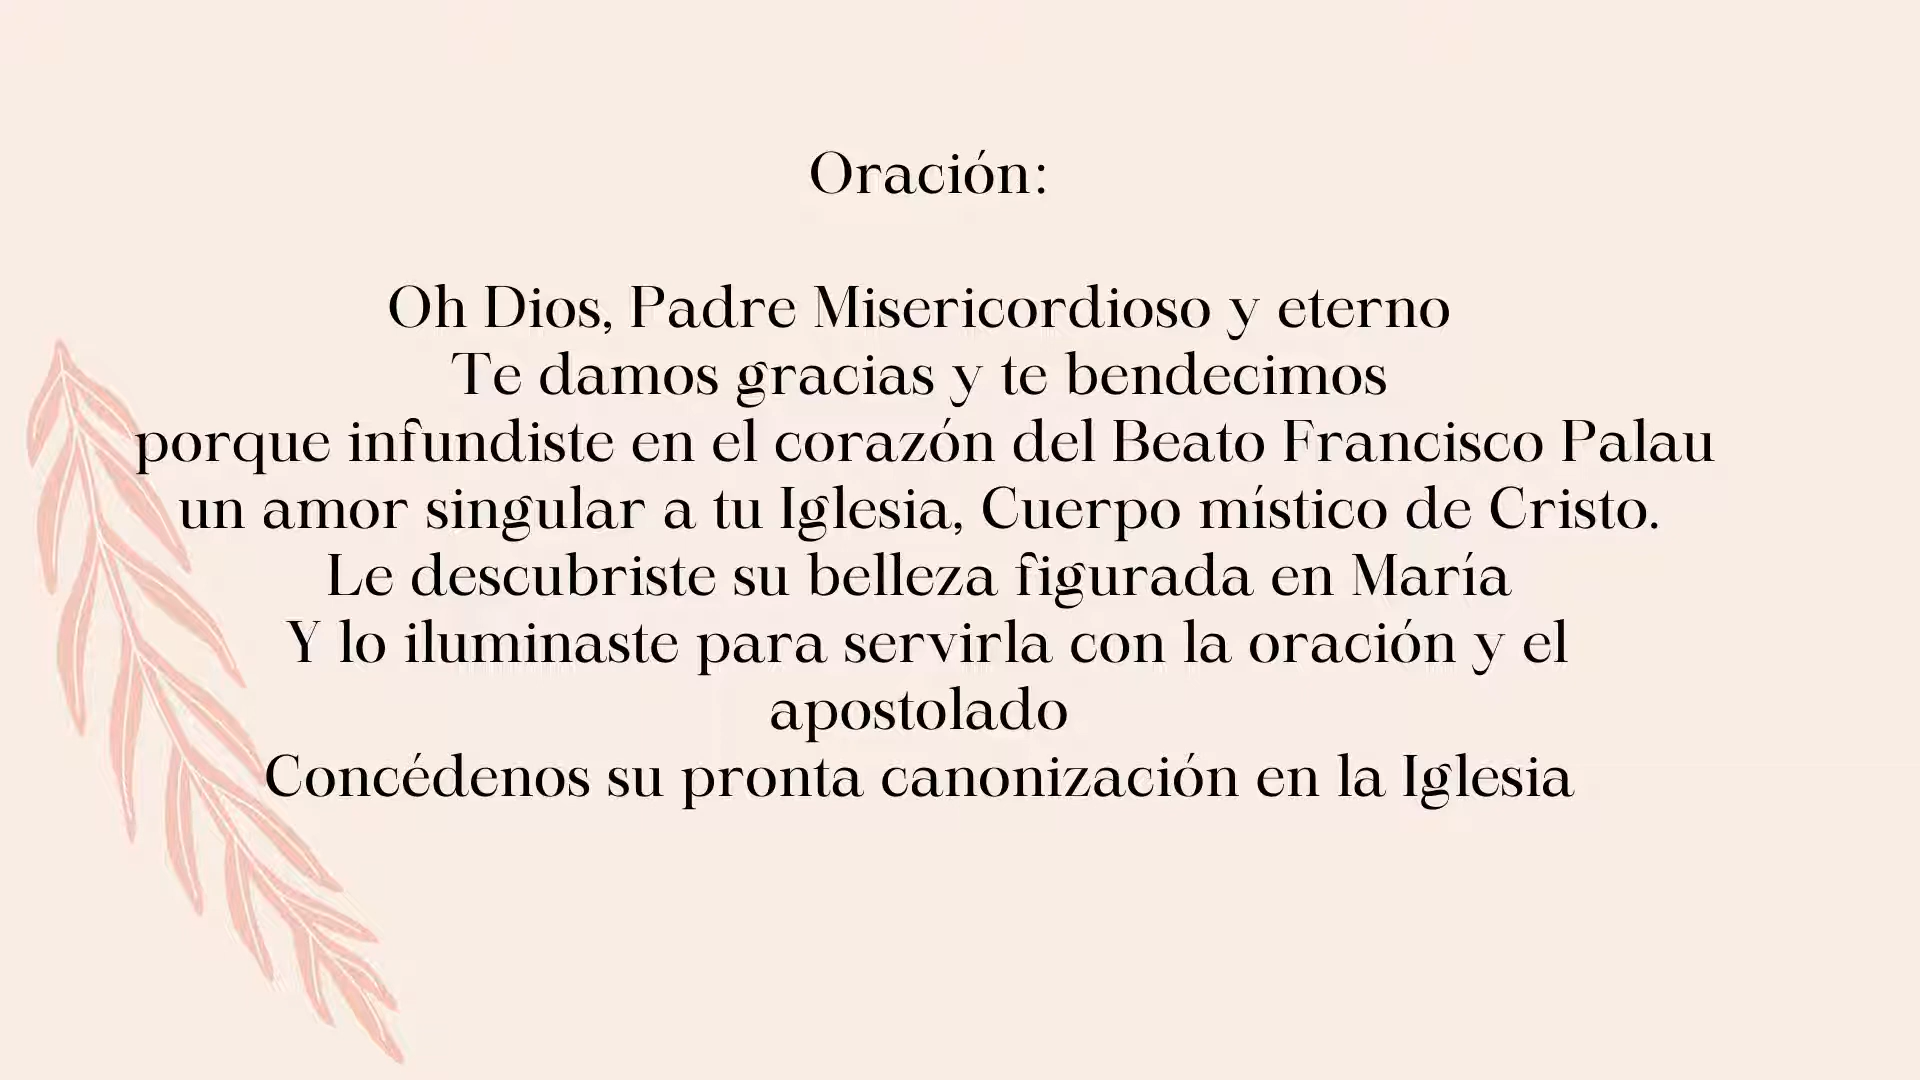 Oración:
Oh Dios, Padre Misericordioso y eterno
Te damos gracias y te bendecimos
porque infundiste en el corazón del Beato Francisco Palau
un amor singular a tu Iglesia, Cuerpo místico de Cristo.
Le descubriste su belleza figurada en María
Y lo iluminaste para servirla con la oración y el
apostolado
Concédenos su pronta canonización en la Iglesia